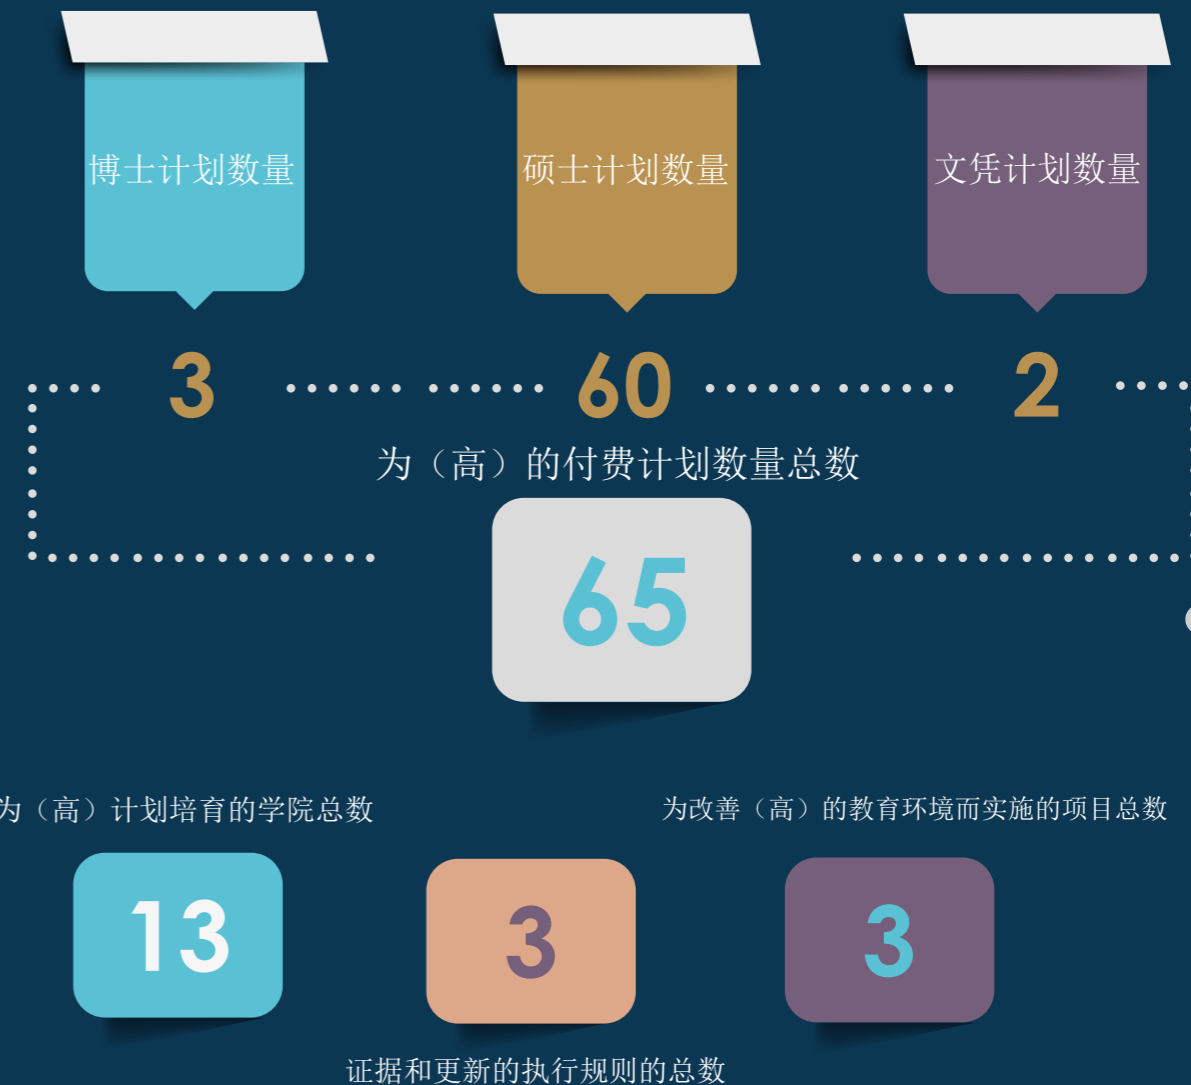 博士计划数量
硕士计划数量
文凭计划数量
3
60
2
为（高）的付费计划数量总数
65
为（高）计划培育的学院总数
为改善（高）的教育环境而实施的项目总数
13
3
3
证据和更新的执行规则的总数